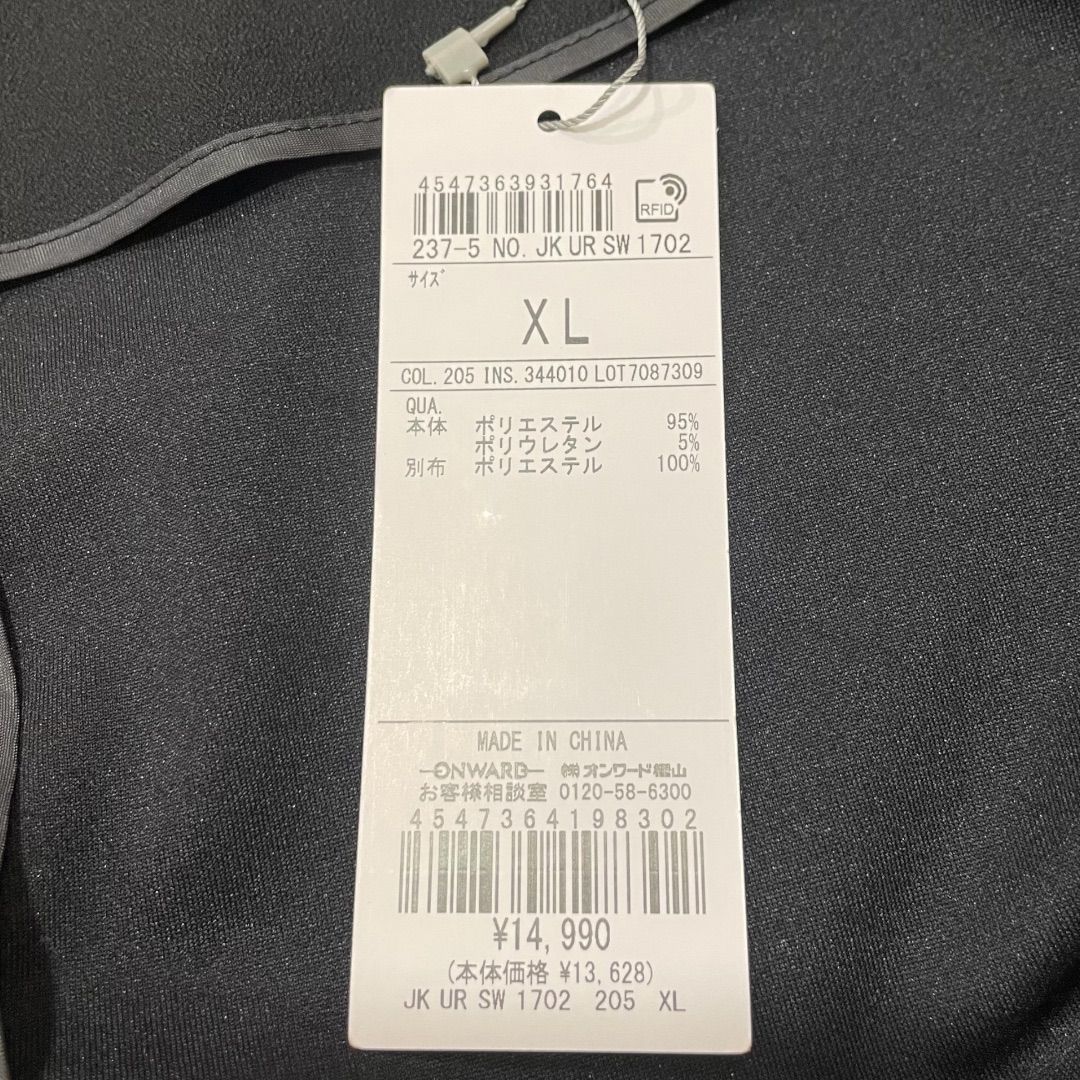 4547363931764
RFID
237-5 NO. JK UR SW 1702
サイズ
XL
COL. 205 INS. 344010 LOT7087309
QUA.
本体 ポリエステル 95%
ポリウレタン 5%
別布 ポリエステル 100%
MADE IN CHINA
ONWARD ㈱オンワード樫山
お客様相談室 0120-58-6300
4547364198302
¥14,990
(本体価格 ¥13,628)
JK UR SW 1702 205 XL